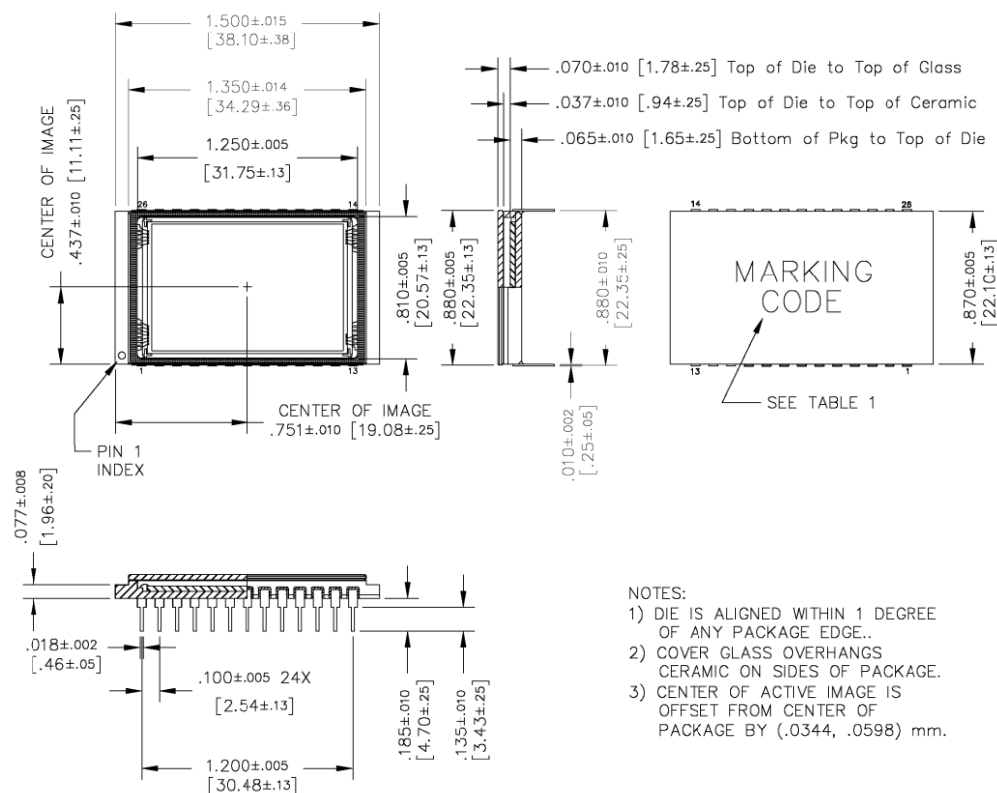 1.500±.015
[38.10±.38]
1.350±.014
[34.29±.36]
1.250±.005
[31.75±.13]
CENTER OF IMAGE
.437±.010 [11.11±.25]
.070±.010 [1.78±.25] Top of Die to Top of Glass
.037±.010 [.94±.25] Top of Die to Top of Ceramic
.065±.010 [1.65±.25] Bottom of Pkg to Top of Die
26
14
1
13
.810±.005
[20.57±.13]
.880±.005
[22.35±.13]
.880±.010
[22.35±.25]
14
28
MARKING
CODE
13
1
.870±.005
[22.10±.13]
SEE TABLE 1
CENTER OF IMAGE
.751±.010 [19.08±.25]
PIN 1
INDEX
.010±.002
[.25±.05]
.077±.008
[1.96±.20]
.018±.002
[.46±.05]
.100±.005 24X
[2.54±.13]
1.200±.005
[30.48±.13]
.185±.010
[4.70±.25]
.135±.010
[3.43±.25]
NOTES:
1) DIE IS ALIGNED WITHIN 1 DEGREE
OF ANY PACKAGE EDGE..
2) COVER GLASS OVERHANGS
CERAMIC ON SIDES OF PACKAGE.
3) CENTER OF ACTIVE IMAGE IS
OFFSET FROM CENTER OF
PACKAGE BY (.0344, .0598) mm.